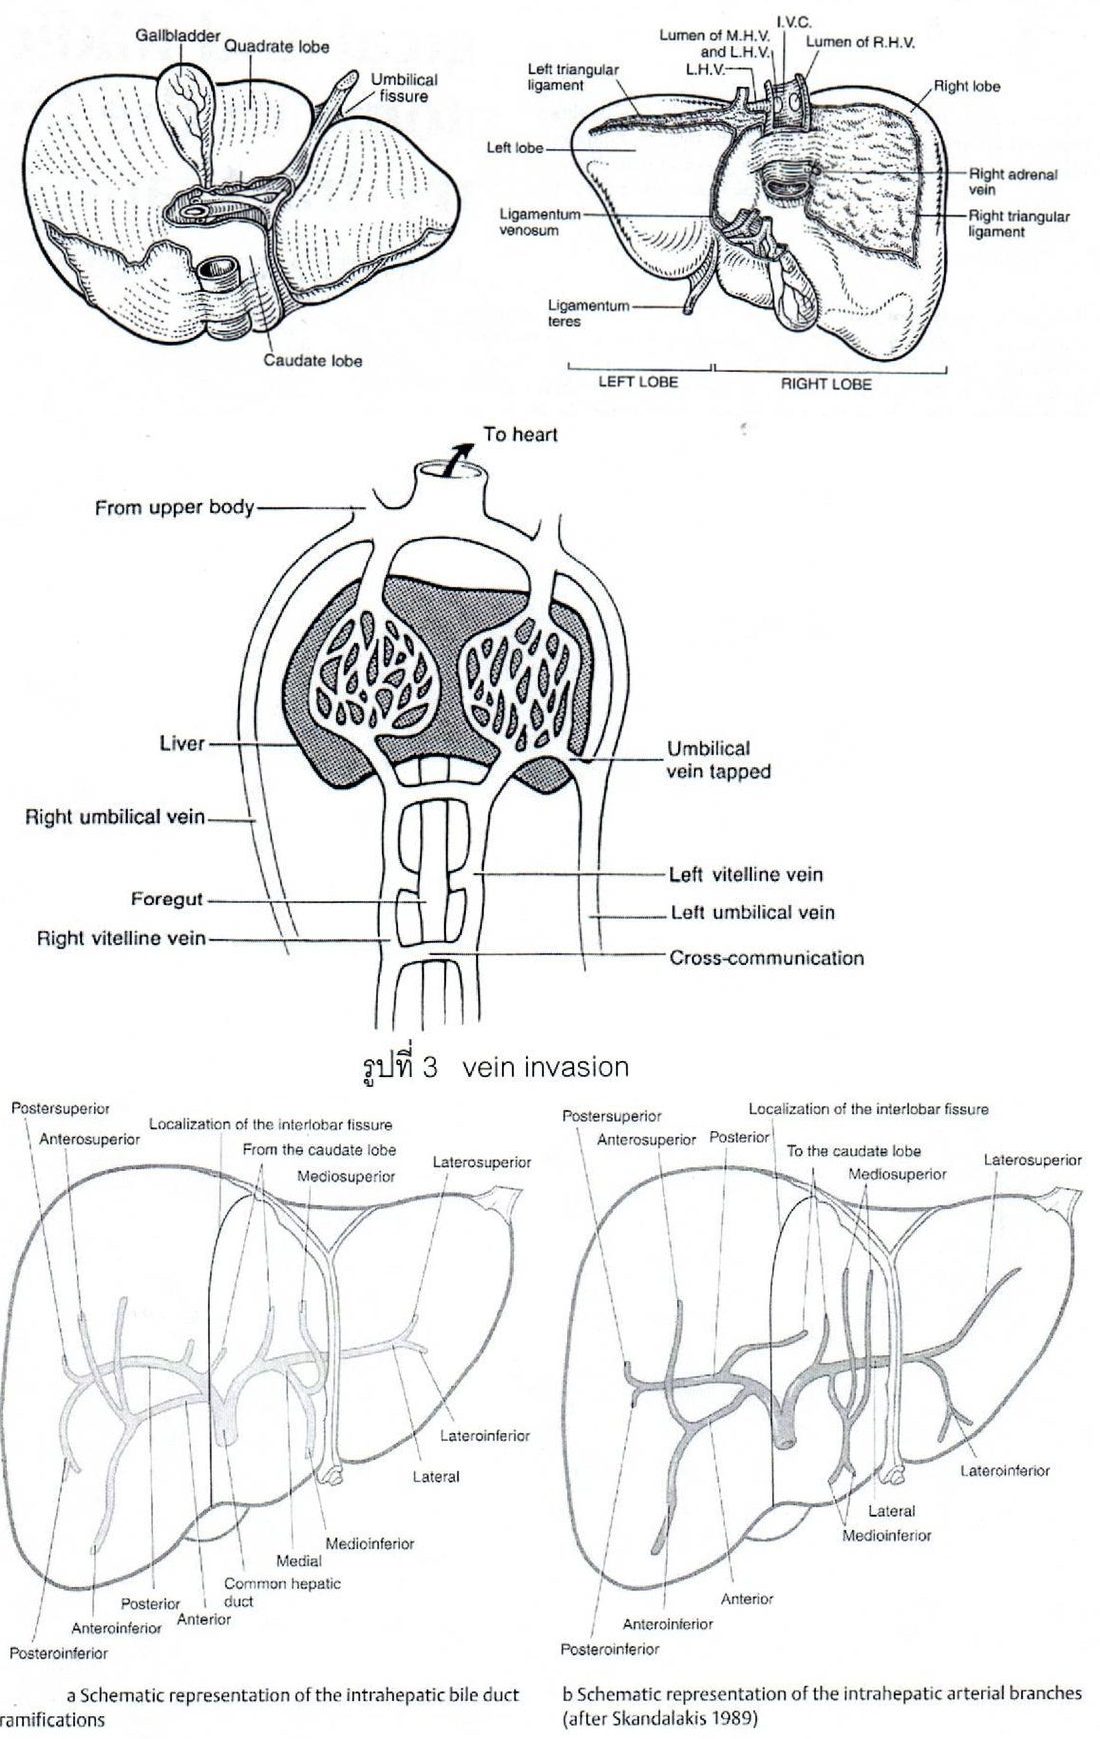 Gallbladder
Quadrate lobe
Umbilical
fissure
Caudate lobe
I.V.C.
Lumen of M.H.V.
and L.H.V.
Lumen of R.H.V.
L.H.V.
Left triangular
ligament
Right lobe
Left lobe
Right adrenal
vein
Ligamentum
venosum
Right triangular
ligament
Ligamentum
teres
LEFT LOBE
RIGHT LOBE
To heart
From upper body
Liver
Umbilical
vein tapped
Right umbilical vein
Left vitelline vein
Foregut
Left umbilical vein
Right vitelline vein
Cross-communication
รูปที่ 3 vein invasion
Postersuperior
Anterosuperior
Localization of the interlobar fissure
From the caudate lobe
Mediosuperior
Laterosuperior
Lateroinferior
Lateral
Medioinferior
Medial
Common hepatic
duct
Posterior
Anterior
Anteroinferior
Posteroinferior
a Schematic representation of the intrahepatic bile duct
ramifications
Postersuperior
Anterosuperior
Posterior
Localization of the interlobar fissure
To the caudate lobe
Mediosuperior
Laterosuperior
Lateroinferior
Lateral
Medioinferior
Anterior
Anteroinferior
Posteroinferior
b Schematic representation of the intrahepatic arterial branches
(after Skandalakis 1989)